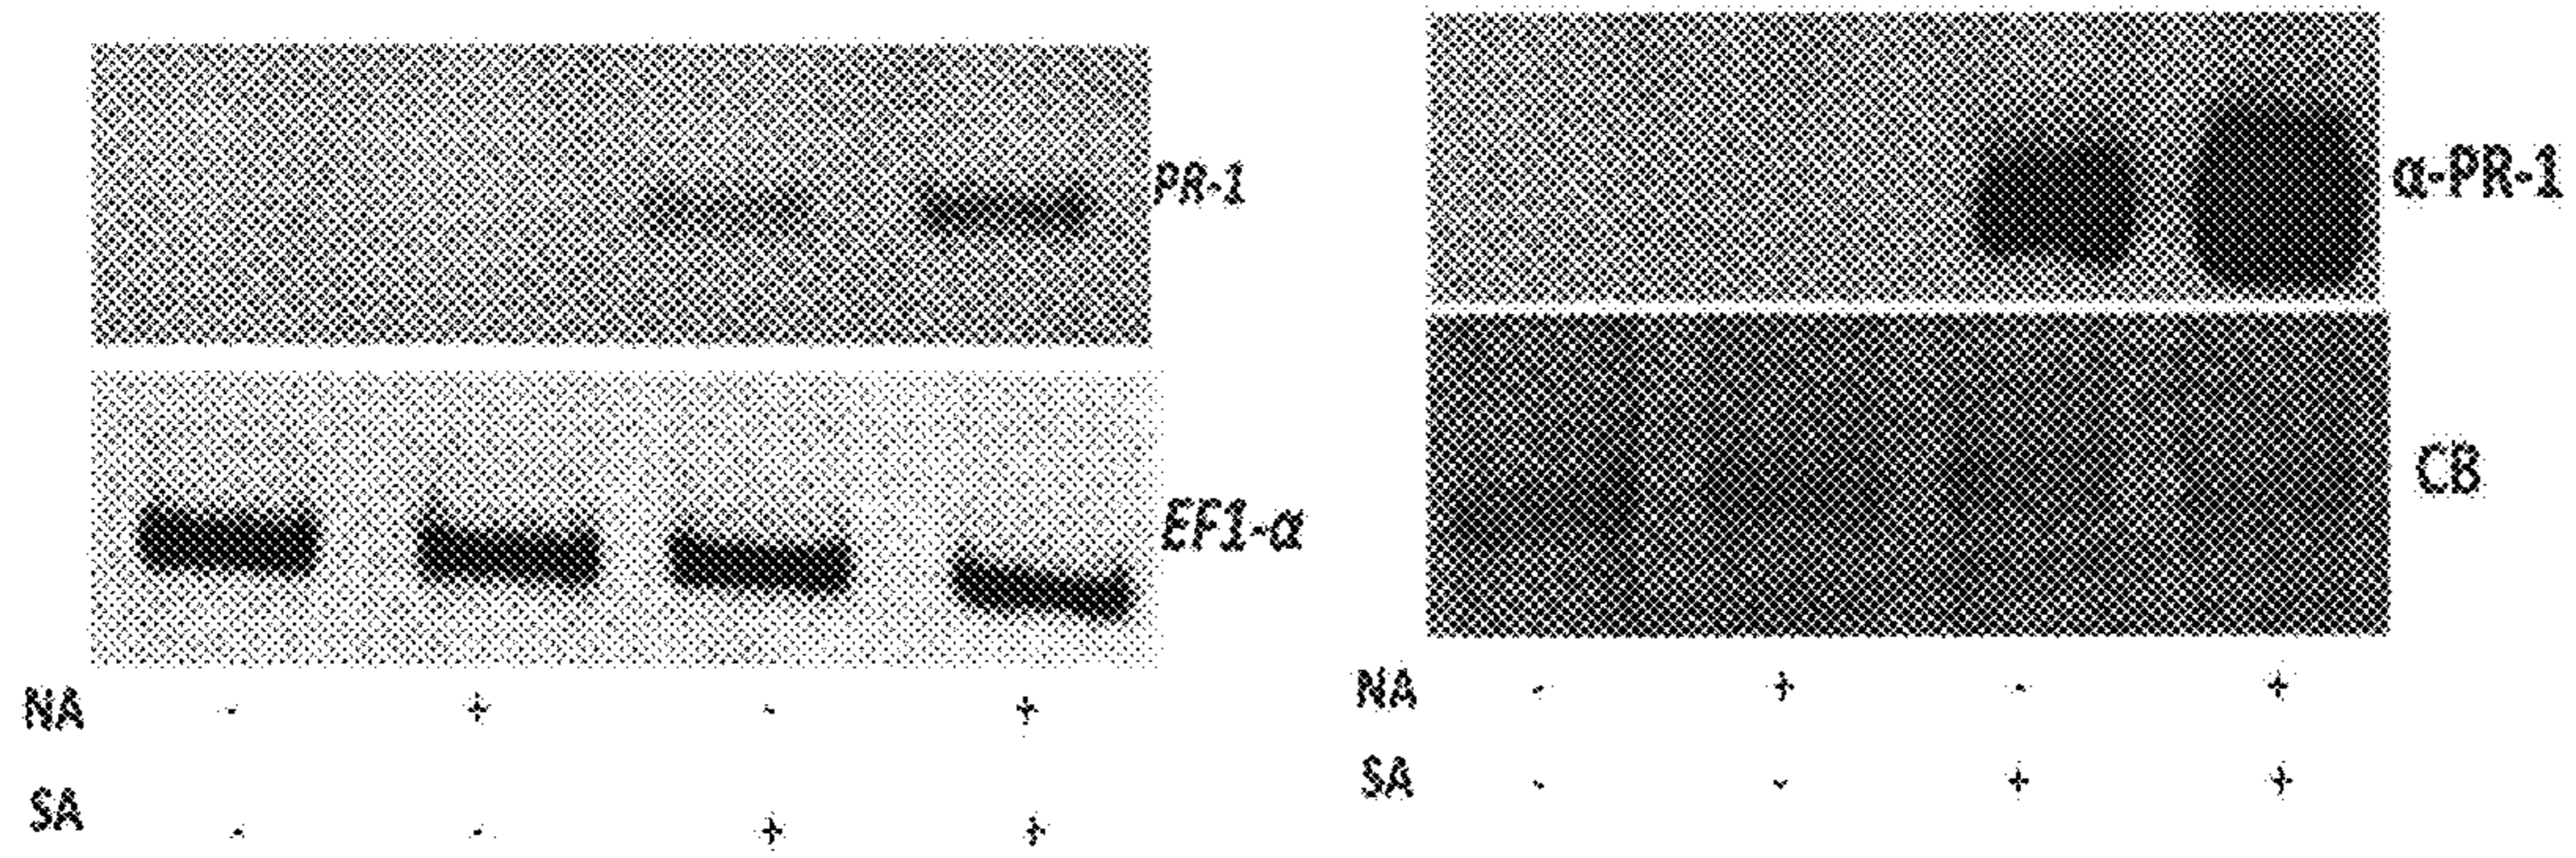 PR-1
EF1-α
NA - + - +
SA - - + +
α-PR-1
CB
NA - + - +
SA - - + +